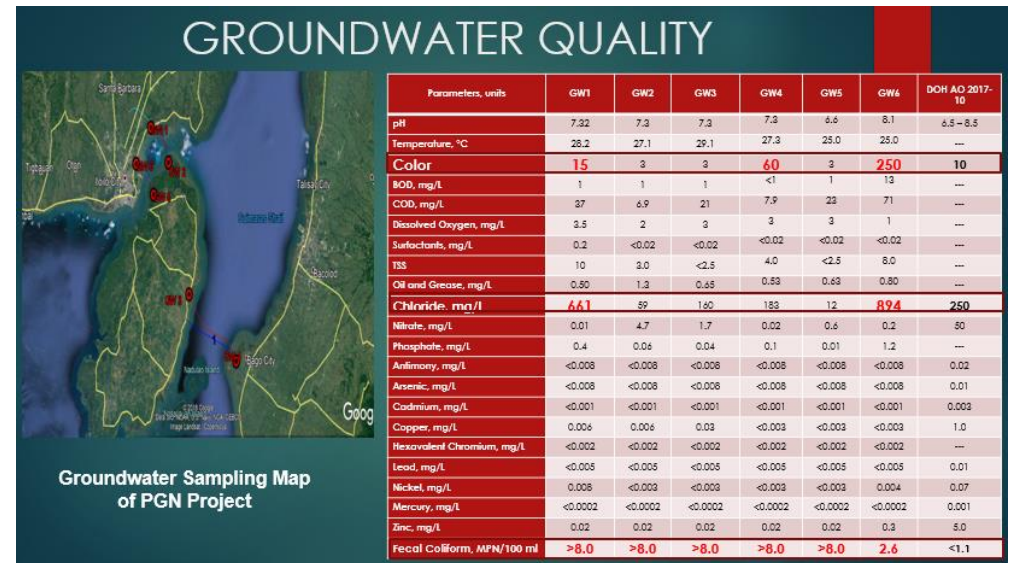 GROUNDWATER QUALITY
Santa Barbara
Tigbauan Oton
Iloilo City
Talisay City
Bacolod
Bago City
Nadulan Island
Goog
Groundwater Sampling Map
of PGN Project
Parameters, units GW1 GW2 GW3 GW4 GW5 GW6 DOH AO 2017-10
pH 7.32 7.3 7.3 7.3 6.6 8.1 6.5 – 8.5
Temperature, °C 28.2 27.1 29.1 27.3 25.0 25.0 ---
Color 15 3 3 60 3 250 10
BOD, mg/L 1 1 1 <1 1 13 ---
COD, mg/L 37 6.9 21 7.9 23 71 ---
Dissolved Oxygen, mg/L 3.5 2 3 3 3 1 ---
Surfactants, mg/L 0.2 <0.02 <0.02 <0.02 <0.02 <0.02 ---
TSS 10 3.0 <2.5 4.0 <2.5 8.0 ---
Oil and Grease, mg/L 0.50 1.3 0.65 0.53 0.63 0.80 ---
Chloride, mg/l 661 59 160 183 12 894 250
Nitrate, mg/L 0.01 4.7 1.7 0.02 0.6 0.2 50
Phosphate, mg/L 0.4 0.06 0.04 0.1 0.01 1.2 ---
Antimony, mg/L <0.008 <0.008 <0.008 <0.008 <0.008 <0.008 0.02
Arsenic, mg/L <0.008 <0.008 <0.008 <0.008 <0.008 <0.008 0.01
Cadmium, mg/L <0.001 <0.001 <0.001 <0.001 <0.001 <0.001 0.003
Copper, mg/L 0.006 0.006 0.03 <0.003 <0.003 <0.003 1.0
Hexavalent Chromium, mg/L <0.002 <0.002 <0.002 <0.002 <0.002 <0.002 ---
Lead, mg/L <0.005 <0.005 <0.005 <0.005 <0.005 <0.005 0.01
Nickel, mg/L 0.008 <0.003 <0.003 <0.003 <0.003 0.004 0.07
Mercury, mg/L <0.0002 <0.0002 <0.0002 <0.0002 <0.0002 <0.0002 0.001
Zinc, mg/L 0.02 0.02 0.02 0.02 0.02 0.3 5.0
Fecal Coliform, MPN/100 ml >8.0 >8.0 >8.0 >8.0 >8.0 2.6 <1.1